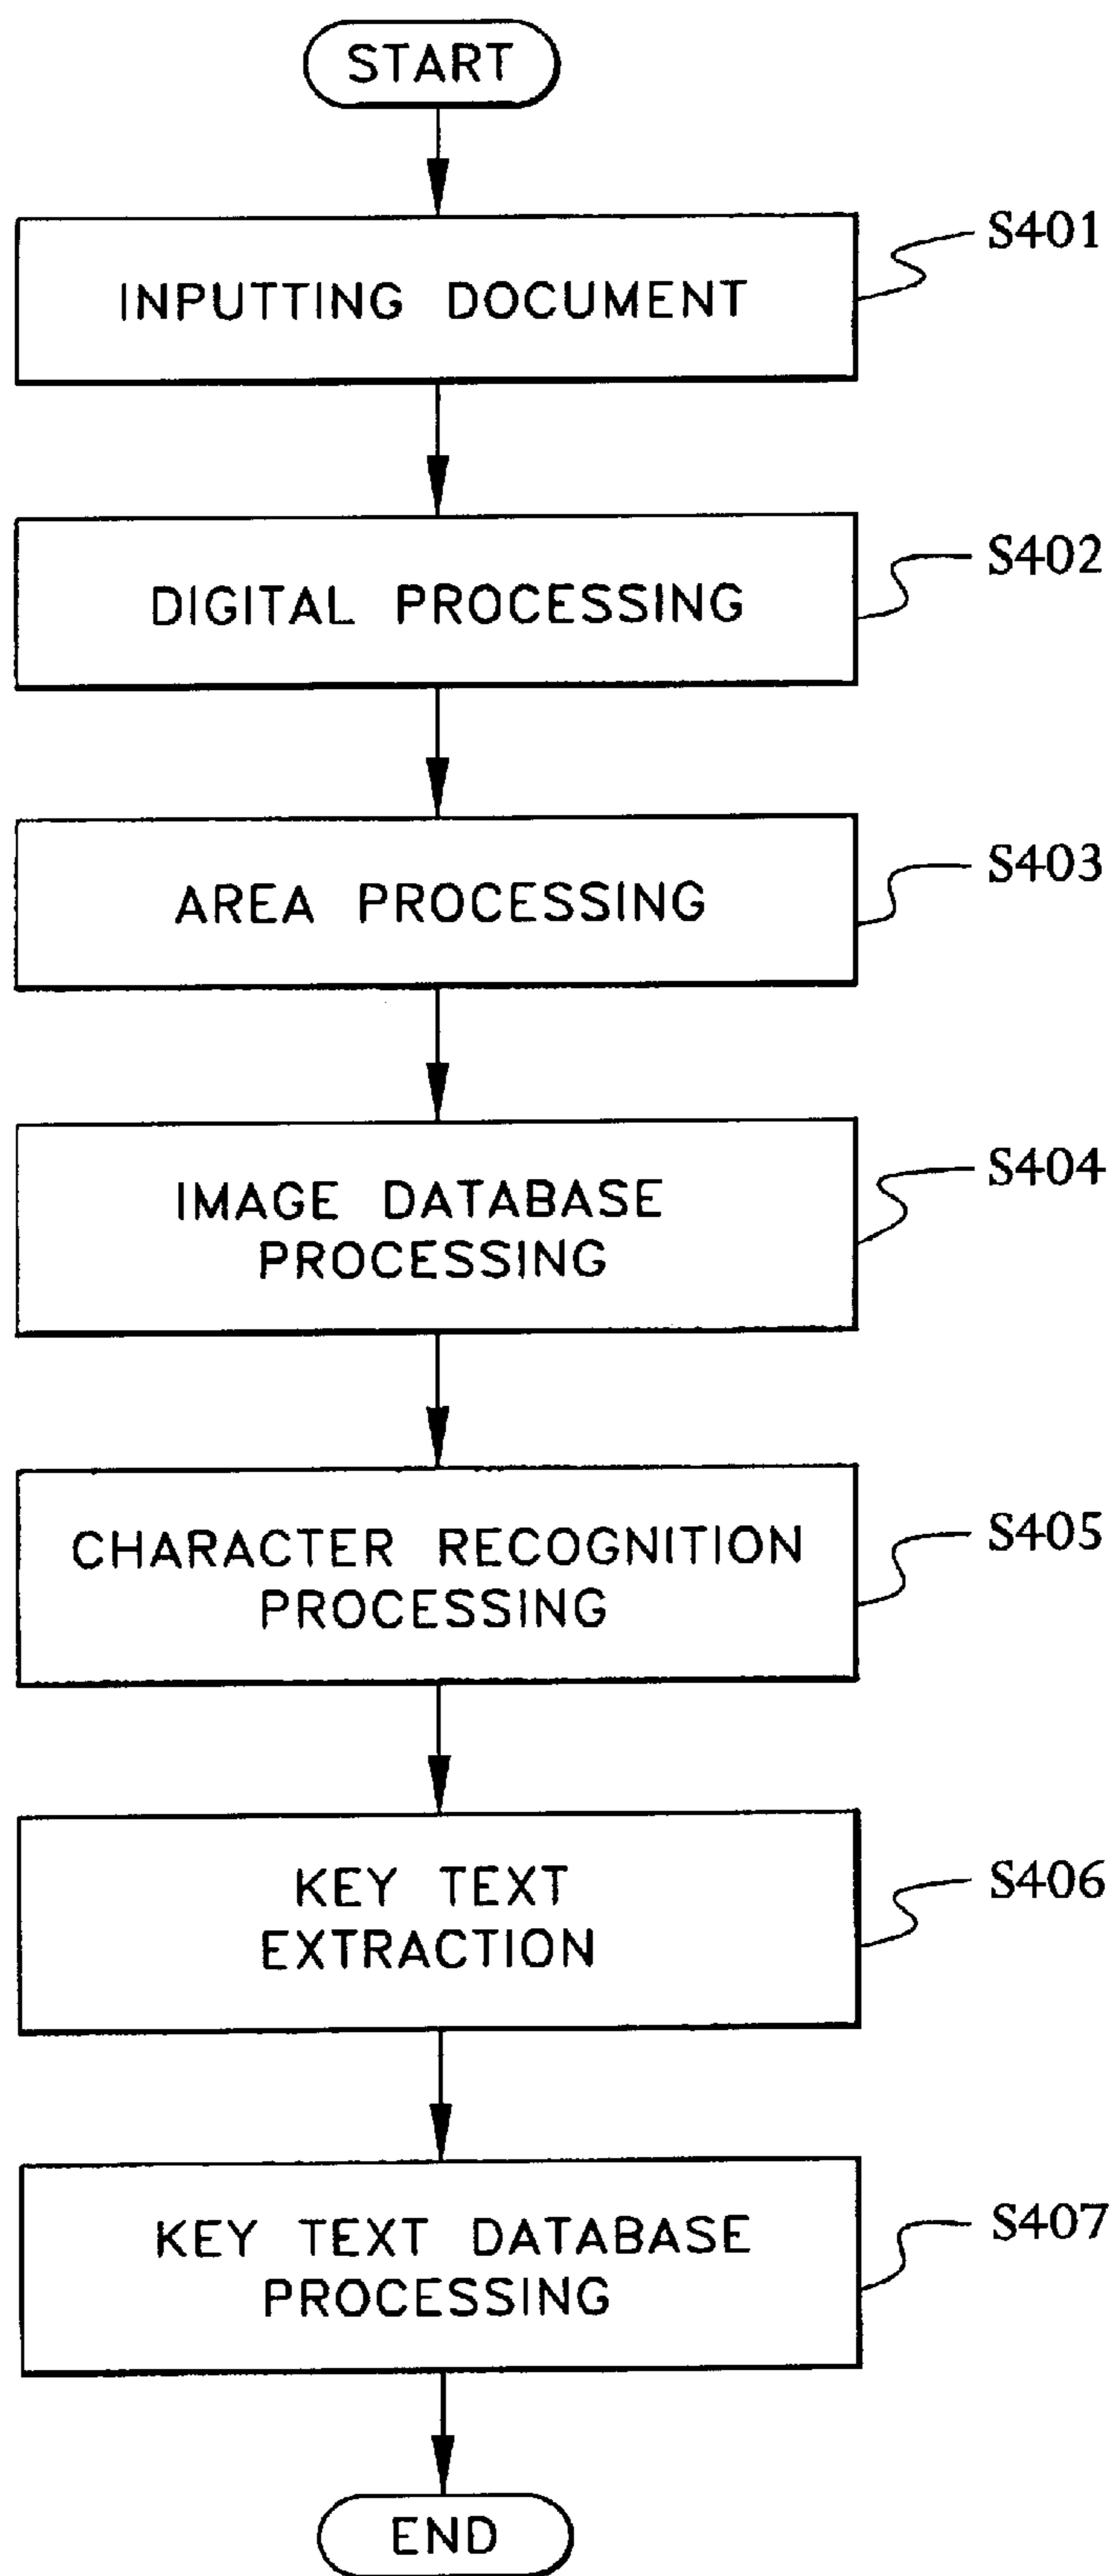 START
INPUTTING DOCUMENT
S401
DIGITAL PROCESSING
S402
AREA PROCESSING
S403
IMAGE DATABASE
PROCESSING
S404
CHARACTER RECOGNITION
PROCESSING
S405
KEY TEXT
EXTRACTION
S406
KEY TEXT DATABASE
PROCESSING
S407
END